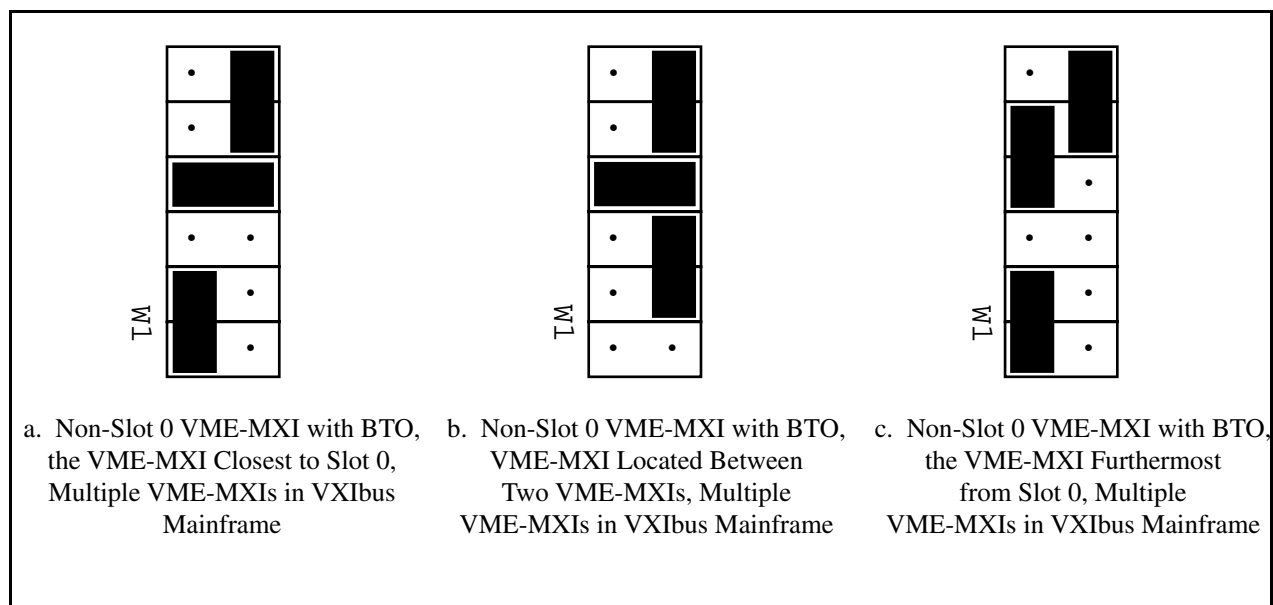 W1
W1
W1
a. Non-Slot 0 VME-MXI with BTO,
the VME-MXI Closest to Slot 0,
Multiple VME-MXIs in VXIbus
Mainframe
b. Non-Slot 0 VME-MXI with BTO,
VME-MXI Located Between
Two VME-MXIs, Multiple
VME-MXIs in VXIbus Mainframe
c. Non-Slot 0 VME-MXI with BTO,
the VME-MXI Furthermost
from Slot 0, Multiple
VME-MXIs in VXIbus Mainframe